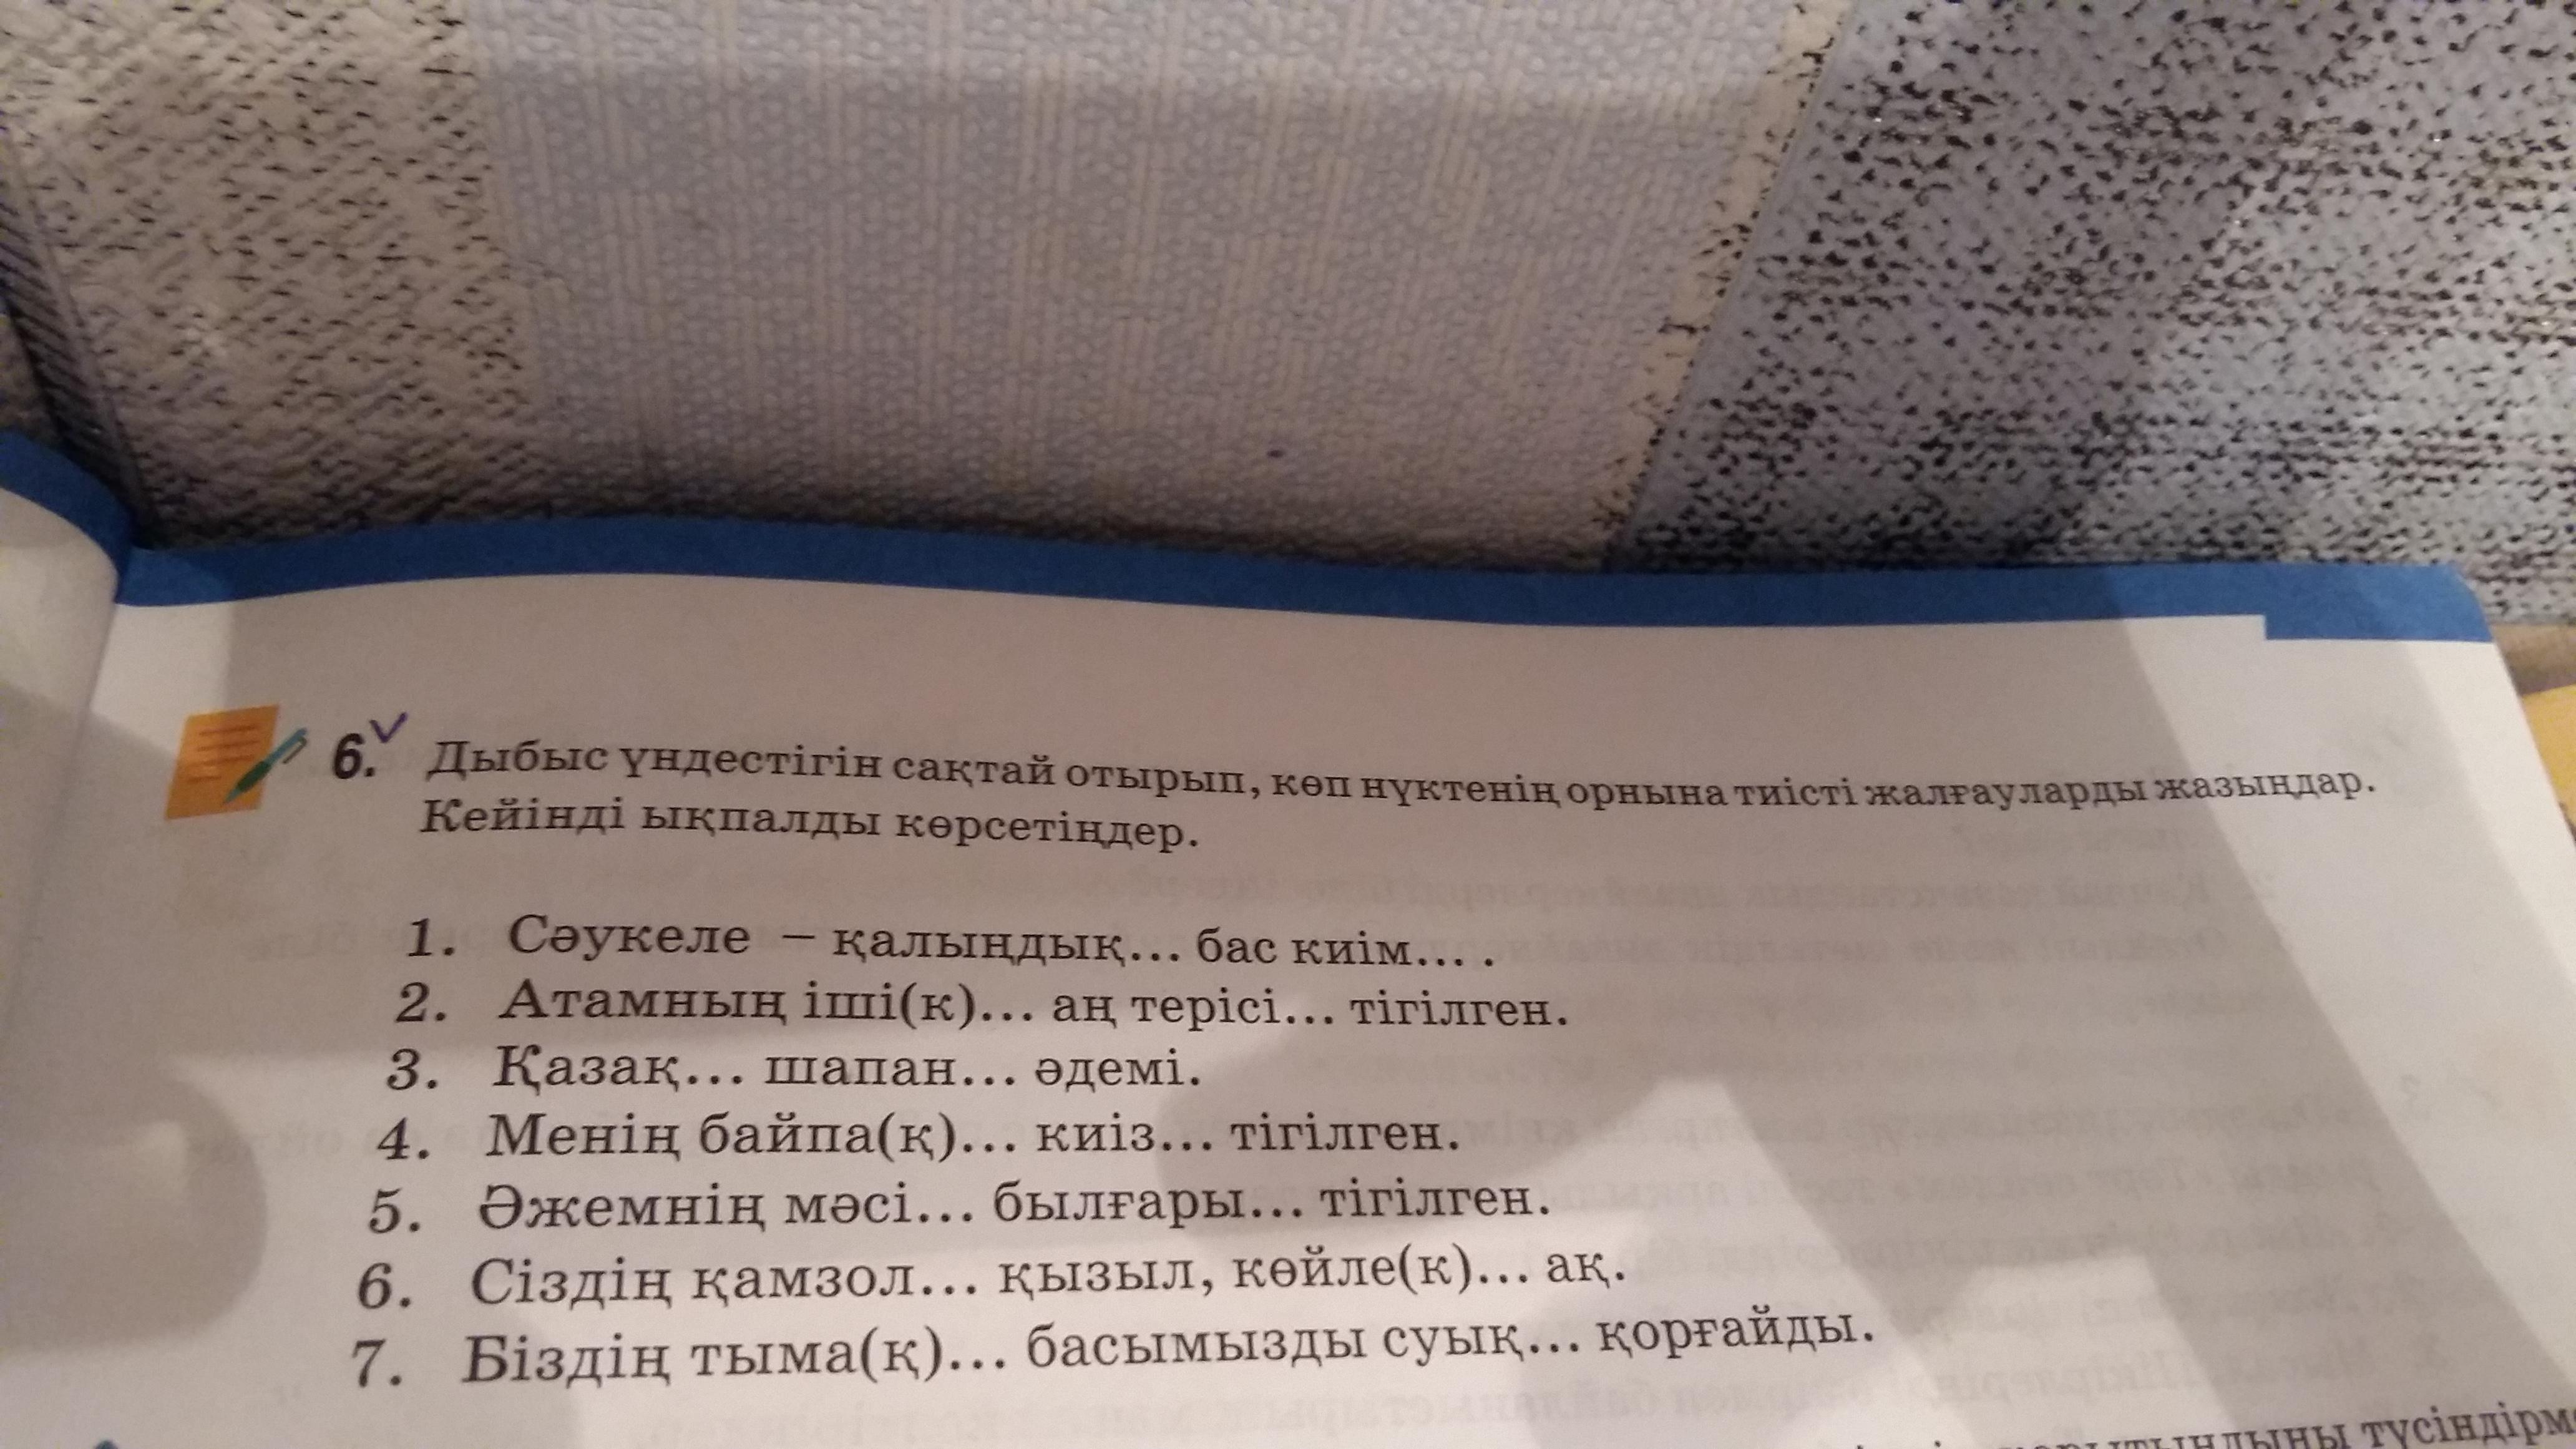 6. Дыбыс үндестігін сақтай отырып, көп нүктенің орнына тиісті жалғауларды жазыңдар.
Кейінді ықпалды көрсетіңдер.
1. Сәукеле – қалыңдық... бас киім... .
2. Атамның іші(к)... аң терісі... тігілген.
3. Қазақ... шапан... әдемі.
4. Менің байпа(қ)... киіз... тігілген.
5. Әжемнің мәсі... былғары... тігілген.
6. Сіздің қамзол... қызыл, көйле(к)... ақ.
7. Біздің тыма(қ)... басымызды суық... қорғайды.